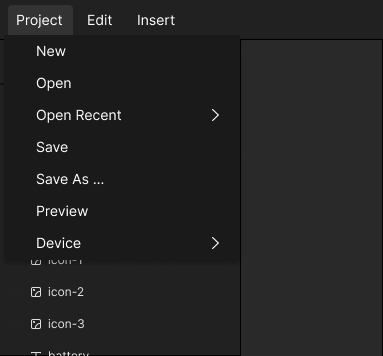 Project Edit Insert
New
Open
Open Recent
Save
Save As ...
Preview
Device
icon-1
icon-2
icon-3
battery